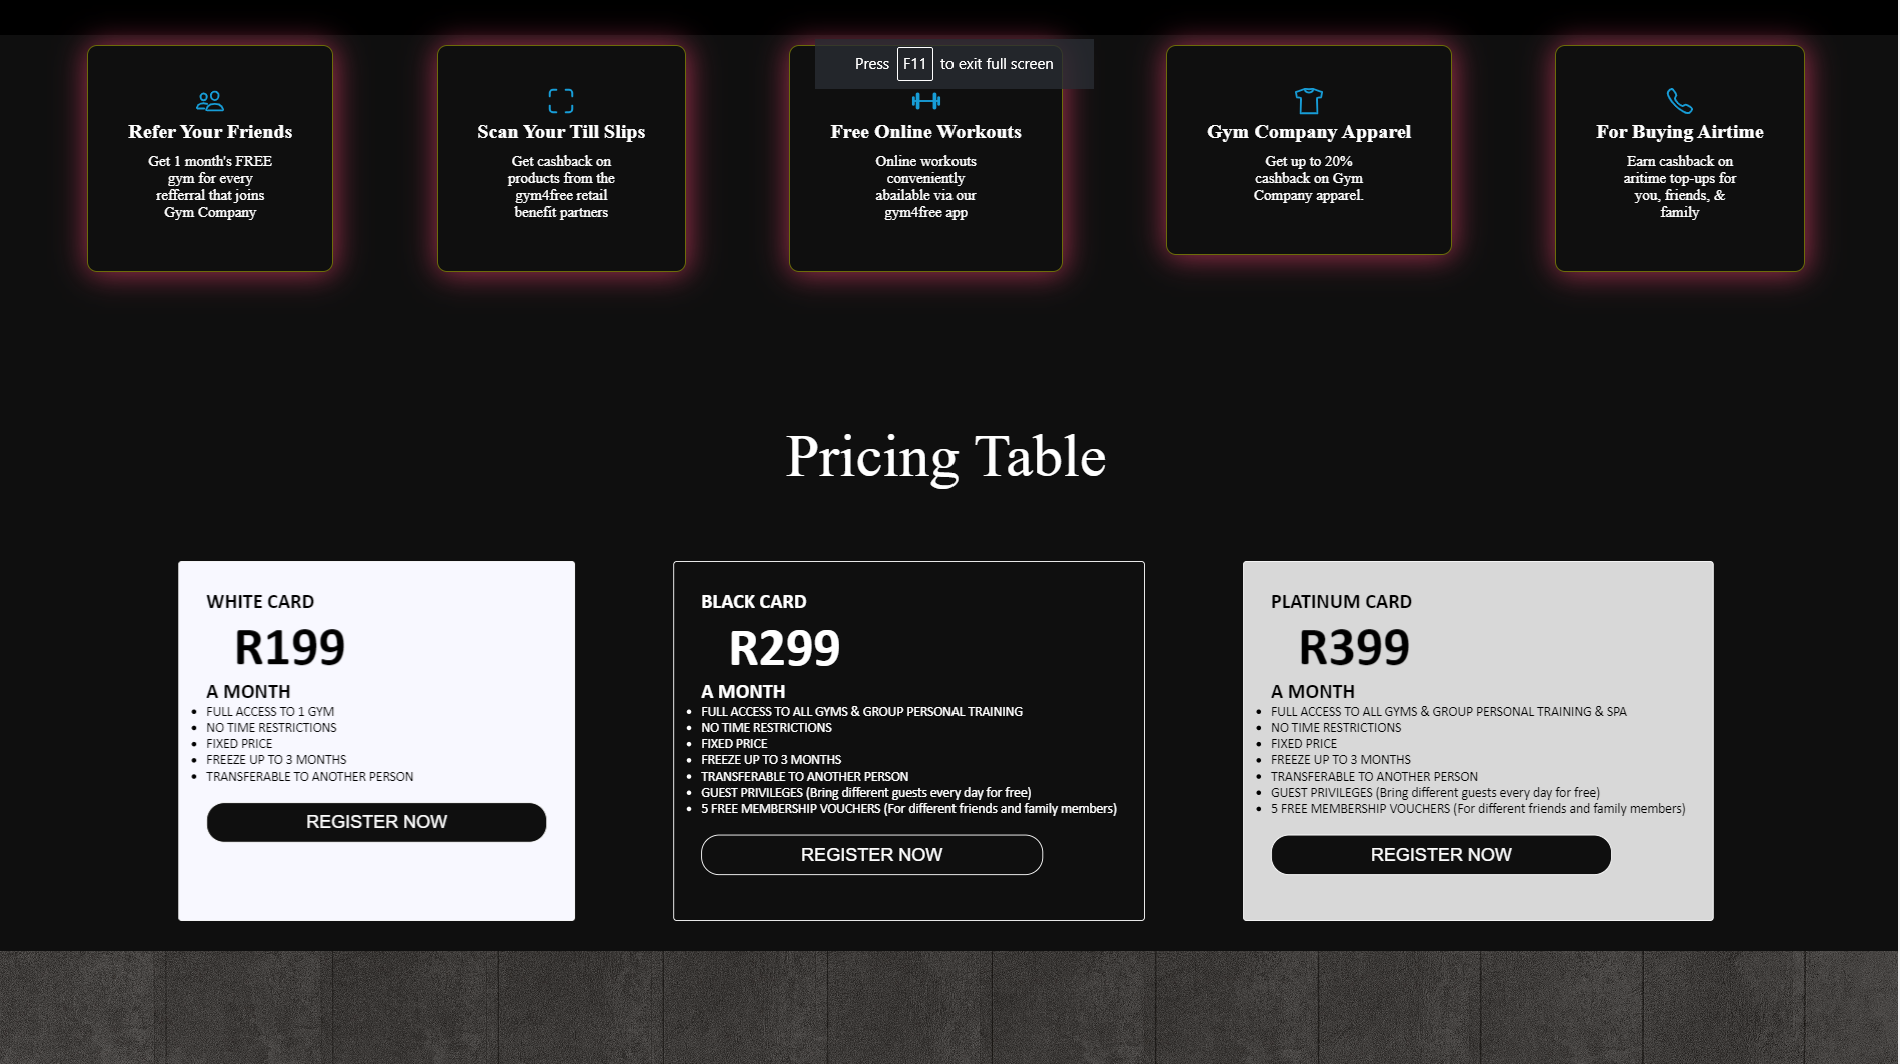 Press F11 to exit full screen
Refer Your Friends
Get 1 month's FREE
gym for every
refferral that joins
Gym Company
Scan Your Till Slips
Get cashback on
products from the
gym4free retail
benefit partners
Free Online Workouts
Online workouts
conveniently
abailable via our
gym4free app
Gym Company Apparel
Get up to 20%
cashback on Gym
Company apparel.
For Buying Airtime
Earn cashback on
aritime top-ups for
you, friends, &
family
Pricing Table
WHITE CARD
R199
A MONTH
• FULL ACCESS TO 1 GYM
• NO TIME RESTRICTIONS
• FIXED PRICE
• FREEZE UP TO 3 MONTHS
• TRANSFERABLE TO ANOTHER PERSON
REGISTER NOW
BLACK CARD
R299
A MONTH
• FULL ACCESS TO ALL GYMS & GROUP PERSONAL TRAINING
• NO TIME RESTRICTIONS
• FIXED PRICE
• FREEZE UP TO 3 MONTHS
• TRANSFERABLE TO ANOTHER PERSON
• GUEST PRIVILEGES (Bring different guests every day for free)
• 5 FREE MEMBERSHIP VOUCHERS (For different friends and family members)
REGISTER NOW
PLATINUM CARD
R399
A MONTH
• FULL ACCESS TO ALL GYMS & GROUP PERSONAL TRAINING & SPA
• NO TIME RESTRICTIONS
• FIXED PRICE
• FREEZE UP TO 3 MONTHS
• TRANSFERABLE TO ANOTHER PERSON
• GUEST PRIVILEGES (Bring different guests every day for free)
• 5 FREE MEMBERSHIP VOUCHERS (For different friends and family members)
REGISTER NOW